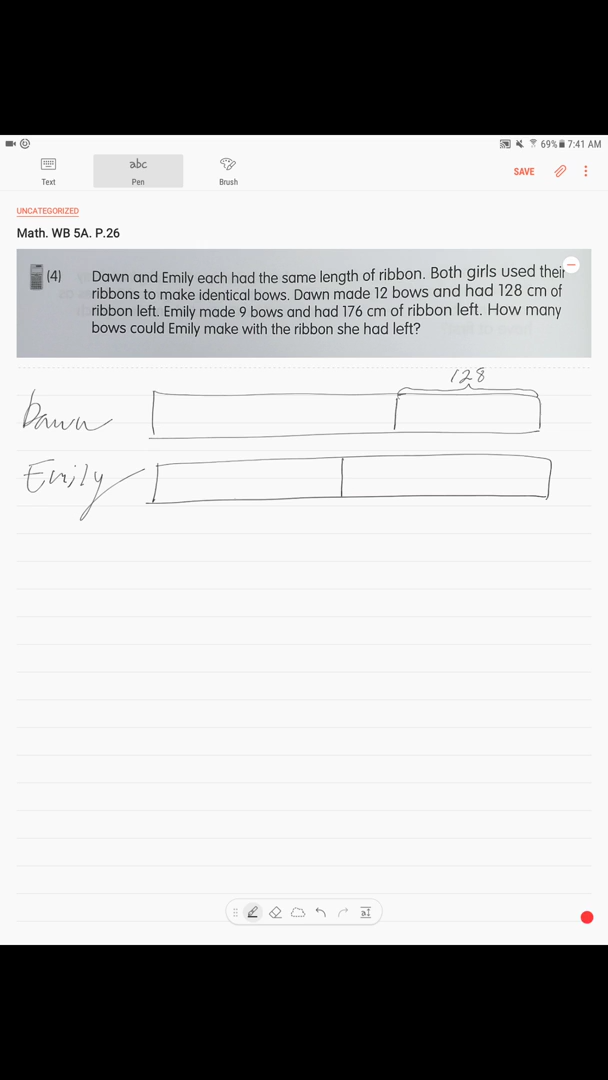 69% 7:41 AM
Text
abc
Pen
Brush
SAVE
UNCATEGORIZED
Math. WB 5A. P.26
(4) Dawn and Emily each had the same length of ribbon. Both girls used their
ribbons to make identical bows. Dawn made 12 bows and had 128 cm of
ribbon left. Emily made 9 bows and had 176 cm of ribbon left. How many
bows could Emily make with the ribbon she had left?
128
Dawn
Emily